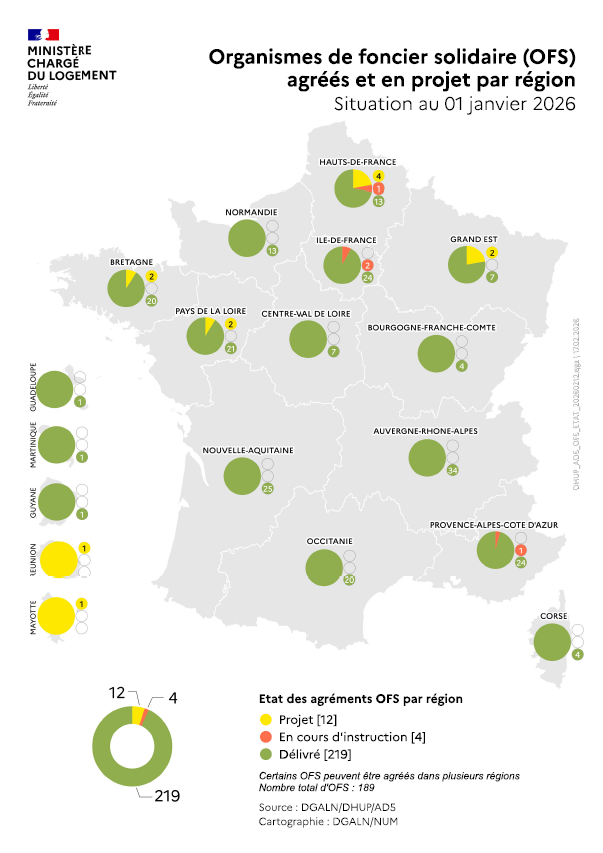 MINISTÈRE
CHARGÉ
DU LOGEMENT
Liberté
Égalité
Fraternité
Organismes de foncier solidaire (OFS)
agréés et en projet par région
Situation au 01 janvier 2026
HAUTS-DE-FRANCE
4
1
13
NORMANDIE
13
ILE-DE-FRANCE
2
24
GRAND EST
2
7
BRETAGNE
2
20
PAYS DE LA LOIRE
2
21
CENTRE-VAL DE LOIRE
7
BOURGOGNE-FRANCHE-COMTE
4
GUADELOUPE
1
MARTINIQUE
1
GUYANE
1
REUNION
1
MAYOTTE
1
AUVERGNE-RHONE-ALPES
34
NOUVELLE-AQUITAINE
25
OCCITANIE
20
PROVENCE-ALPES-COTE D'AZUR
1
24
CORSE
4
DHUP_AD5_OFS_ETAT_20260212.qgz | 17.02.2026
12
4
219
Etat des agréments OFS par région
Projet [12]
En cours d'instruction [4]
Délivré [219]
Certains OFS peuvent être agréés dans plusieurs régions
Nombre total d'OFS : 189
Source : DGALN/DHUP/AD5
Cartographie : DGALN/NUM